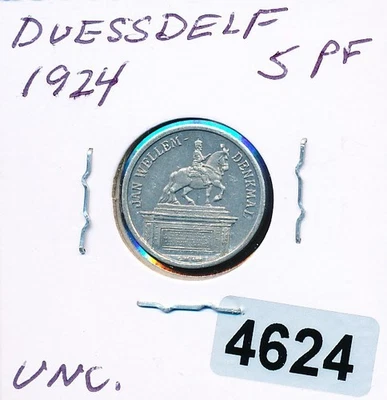 DUESSDELF
1924 5 PF
JAN WELLEM-DENKMAL
UNC.
4624